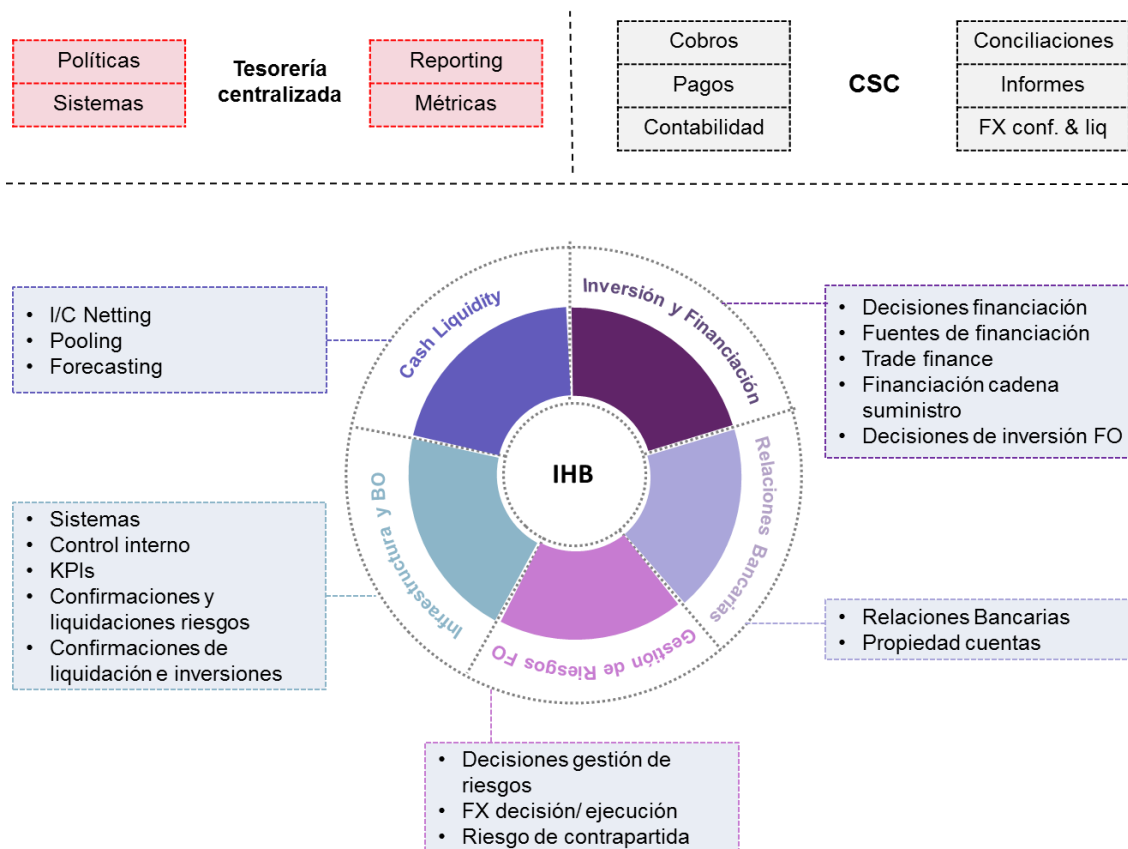 Políticas
Sistemas
Tesorería
centralizada
Reporting
Métricas
Cobros
Pagos
Contabilidad
CSC
Conciliaciones
Informes
FX conf. & liq
Cash Liquidity
Inversión y Financiación
• I/C Netting
• Pooling
• Forecasting
• Decisiones financiación
• Fuentes de financiación
• Trade finance
• Financiación cadena
suministro
• Decisiones de inversión FO
IHB
Relaciones Bancarias
Infraestructura y BO
Gestión de Riesgos FO
• Sistemas
• Control interno
• KPIs
• Confirmaciones y
liquidaciones riesgos
• Confirmaciones de
liquidación e inversiones
• Relaciones Bancarias
• Propiedad cuentas
• Decisiones gestión de
riesgos
• FX decisión/ ejecución
• Riesgo de contrapartida